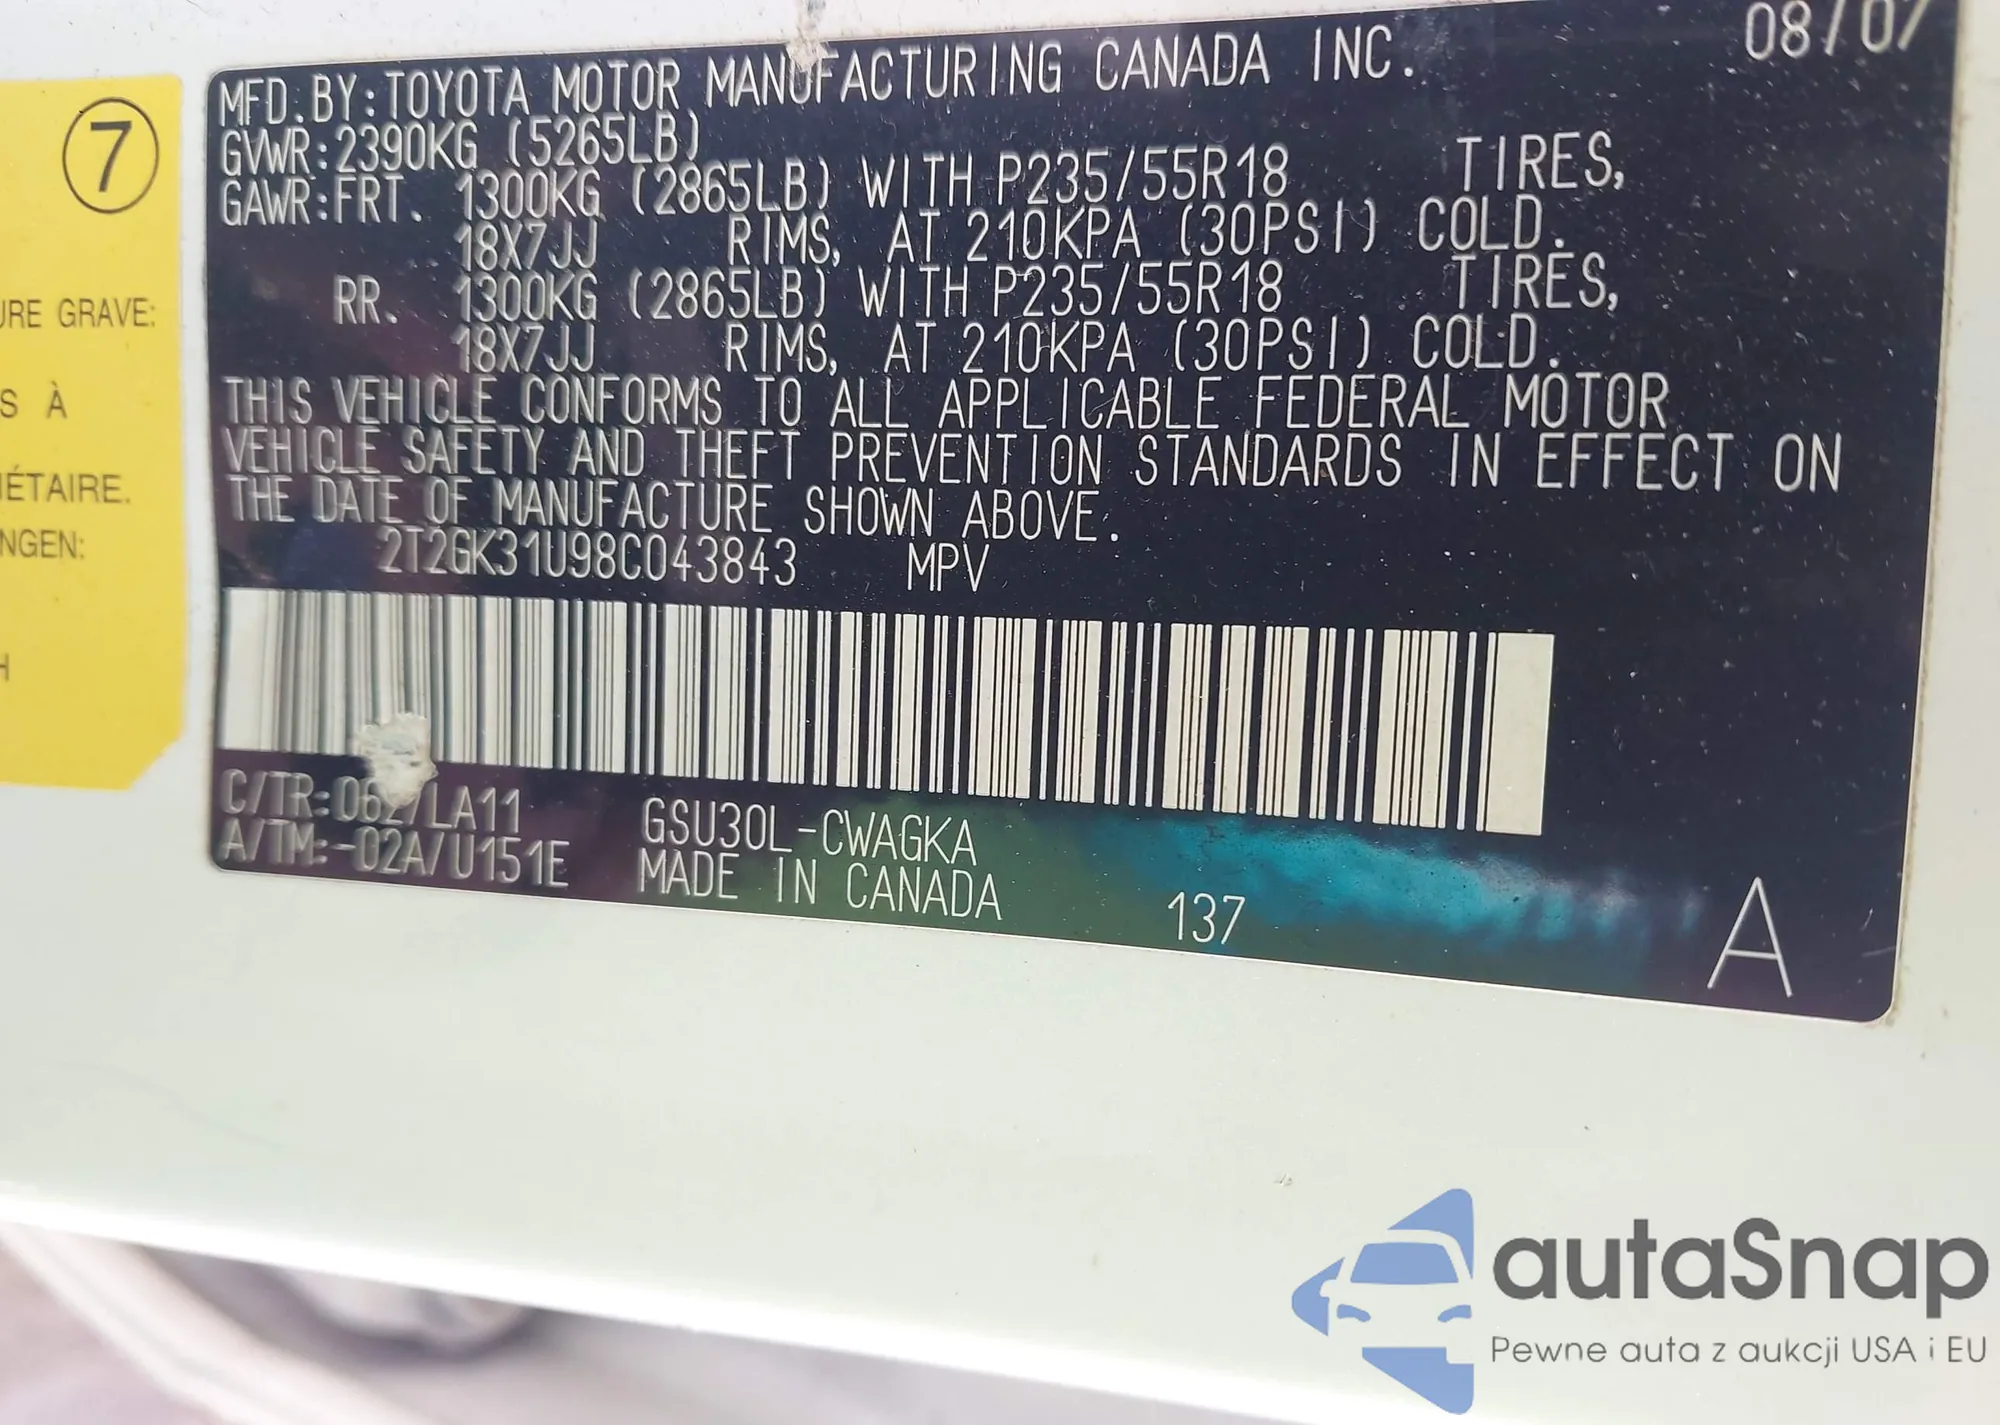 7
URE GRAVE:
S À
IÉTAIRE.
NGEN:
H
08/07
MFD. BY: TOYOTA MOTOR MANUFACTURING CANADA INC.
GVWR: 2390KG (5265LB)
GAWR: FRT. 1300KG (2865LB) WITH P235/55R18 TIRES,
18X7JJ RIMS, AT 210KPA (30PSI) COLD.
RR. 1300KG (2865LB) WITH P235/55R18 TIRES,
18X7JJ RIMS, AT 210KPA (30PSI) COLD.
THIS VEHICLE CONFORMS TO ALL APPLICABLE FEDERAL MOTOR
VEHICLE SAFETY AND THEFT PREVENTION STANDARDS IN EFFECT ON
THE DATE OF MANUFACTURE SHOWN ABOVE.
2T2GK31U98C043843 MPV
C/TR: /LA11 GSU30L-CWAGKA
A/TM: -02A/U151E MADE IN CANADA 137 A
autoSnap
Pewne auta z aukcji USA i EU